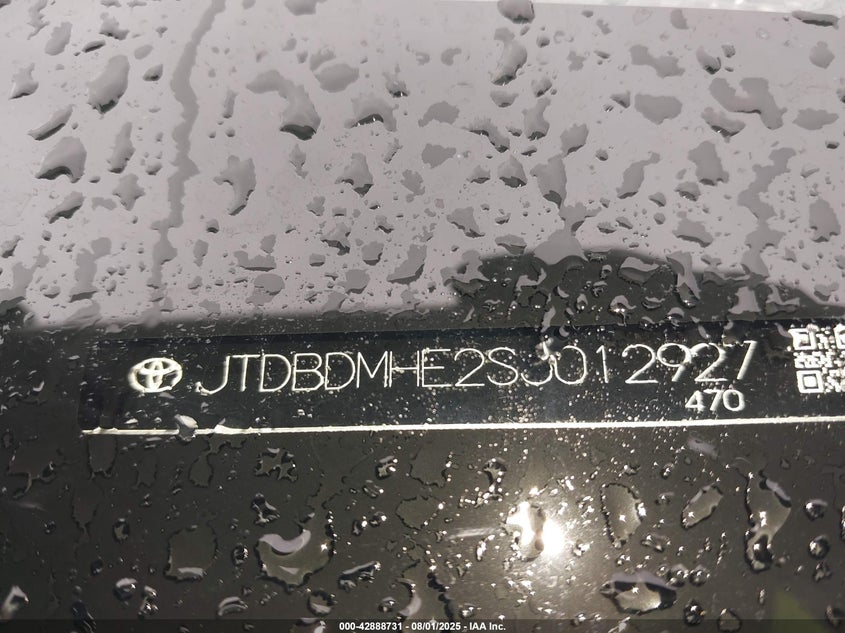 JTDBDMHE2SJ012927
470
000-42888731 - 08/01/2025 - IAA Inc.